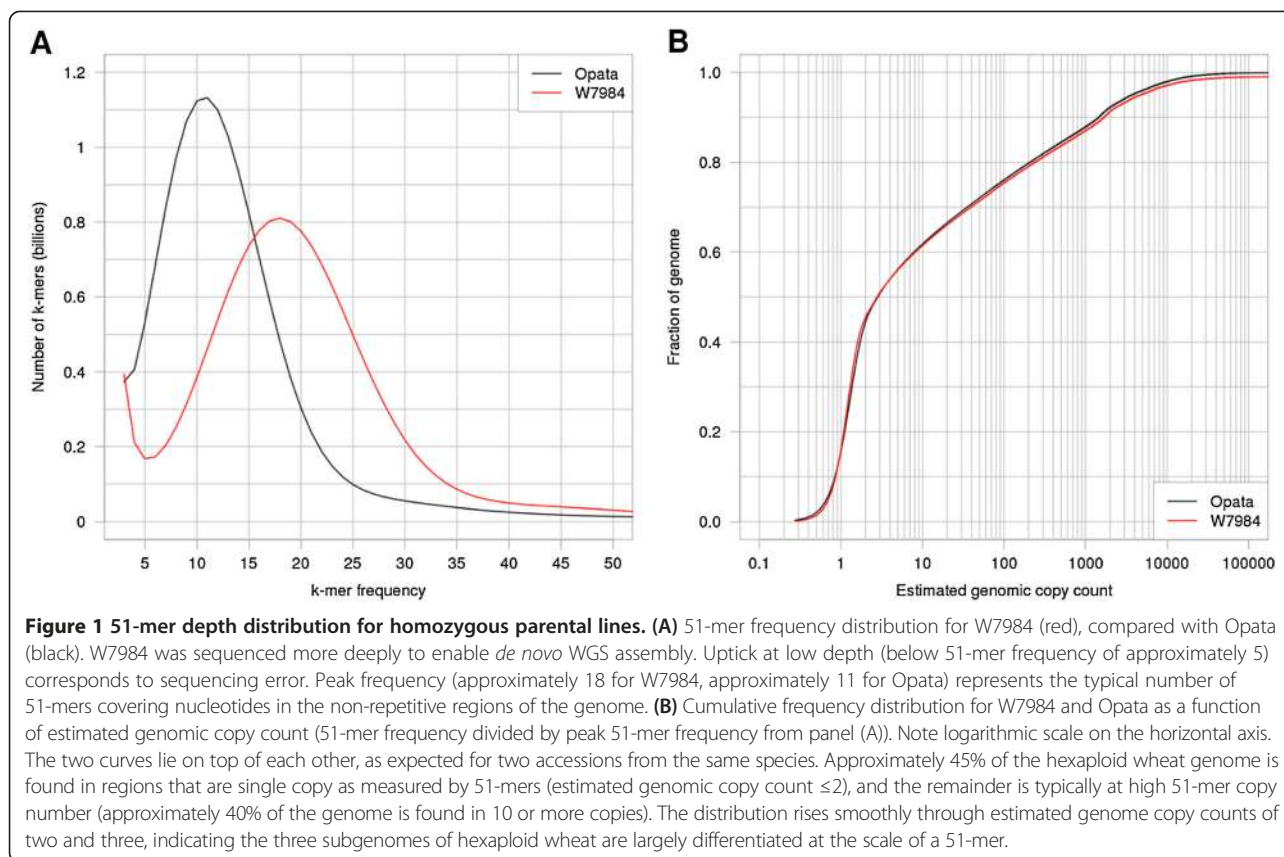 A
B
Number of k-mers (billions)
1.2
1
0.8
0.6
0.4
0.2
0
5 10 15 20 25 30 35 40 45 50
k-mer frequency
Opata
W7984
Fraction of genome
1.0
0.8
0.6
0.4
0.2
0.0
0.1 1 10 100 1000 10000 100000
Estimated genomic copy count
Opata
W7984
Figure 1 51-mer depth distribution for homozygous parental lines. (A) 51-mer frequency distribution for W7984 (red), compared with Opata
(black). W7984 was sequenced more deeply to enable de novo WGS assembly. Uptick at low depth (below 51-mer frequency of approximately 5)
corresponds to sequencing error. Peak frequency (approximately 18 for W7984, approximately 11 for Opata) represents the typical number of
51-mers covering nucleotides in the non-repetitive regions of the genome. (B) Cumulative frequency distribution for W7984 and Opata as a function
of estimated genomic copy count (51-mer frequency divided by peak 51-mer frequency from panel (A)). Note logarithmic scale on the horizontal axis.
The two curves lie on top of each other, as expected for two accessions from the same species. Approximately 45% of the hexaploid wheat genome is
found in regions that are single copy as measured by 51-mers (estimated genomic copy count ≤2), and the remainder is typically at high 51-mer copy
number (approximately 40% of the genome is found in 10 or more copies). The distribution rises smoothly through estimated genome copy counts of
two and three, indicating the three subgenomes of hexaploid wheat are largely differentiated at the scale of a 51-mer.